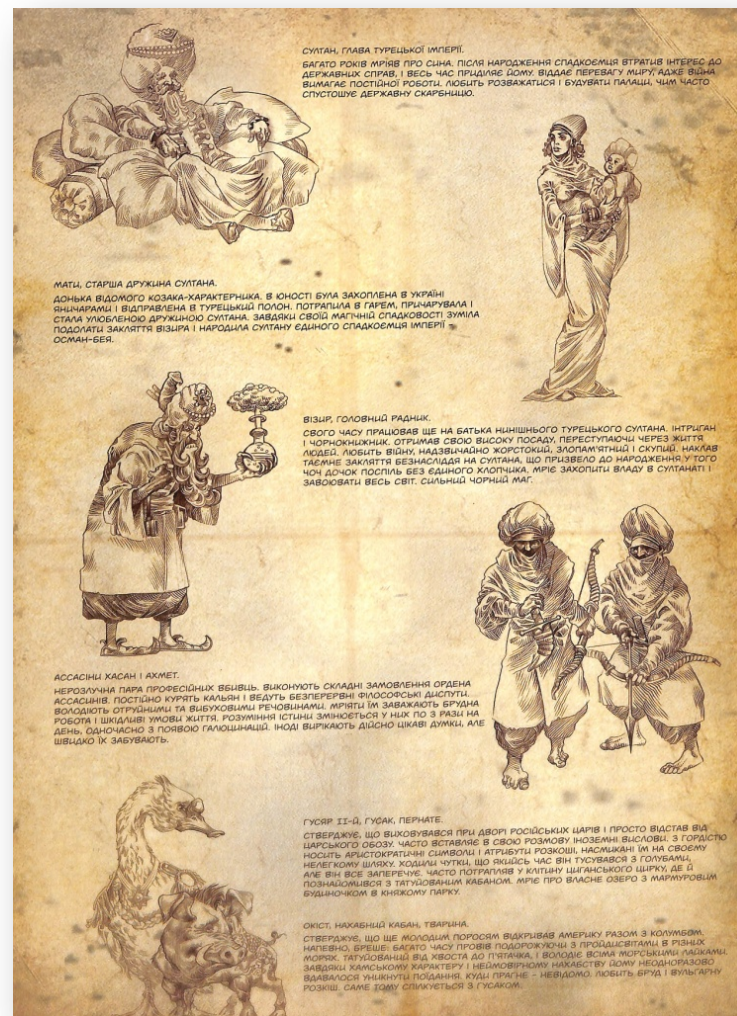 СУЛТАН, ГЛАВА ТУРЕЦЬКОЇ ІМПЕРІЇ.
БАГАТО РОКІВ МРІЯВ ПРО СИНА. ПІСЛЯ НАРОДЖЕННЯ СПАДКОЄМЦЯ ВТРАТИВ ІНТЕРЕС ДО
ДЕРЖАВНИХ СПРАВ, І ВЕСЬ ЧАС ПРИДІЛЯЄ ЙОМУ. ВІДДАЄ ПЕРЕВАГУ МИРУ, АДЖЕ ВІЙНА
ВИМАГАЄ ПОСТІЙНОЇ РОБОТИ. ЛЮБИТЬ РОЗВАЖАТИСЯ І БУДУВАТИ ПАЛАЦИ, ЧИМ ЧАСТО
СПУСТОШУЄ ДЕРЖАВНУ СКАРБНИЦЮ.
МАТИ, СТАРША ДРУЖИНА СУЛТАНА.
ДОНЬКА ВІДОМОГО КОЗАКА-ХАРАКТЕРНИКА. В ЮНОСТІ БУЛА ЗАХОПЛЕНА В УКРАЇНІ
ЯНИЧАРАМИ І ВІДПРАВЛЕНА В ТУРЕЦЬКИЙ ПОЛОН. ПОТРАПИЛА В ГАРЕМ, ПРИЧАРУВАЛА І
СТАЛА УЛЮБЛЕНОЮ ДРУЖИНОЮ СУЛТАНА. ЗАВДЯКИ СВОЇЙ МАГІЧНІЙ СПАДКОВОСТІ ЗУМІЛА
ПОДОЛАТИ ЗАКЛЯТТЯ ВІЗИРА І НАРОДИЛА СУЛТАНУ ЄДИНОГО СПАДКОЄМЦЯ ІМПЕРІЇ
ОСМАН-БЕЯ.
ВІЗИР, ГОЛОВНИЙ РАДНИК.
СВОГО ЧАСУ ПРАЦЮВАВ ЩЕ НА БАТЬКА НИНІШНЬОГО ТУРЕЦЬКОГО СУЛТАНА. ІНТРИГАН
І ЧОРНОКНИЖНИК. ОТРИМАВ СВОЮ ВИСОКУ ПОСАДУ, ПЕРЕСТУПАЮЧИ ЧЕРЕЗ ЖИТТЯ
ЛЮДЕЙ. ЛЮБИТЬ ВІЙНУ, НАДЗВИЧАЙНО ЖОРСТОКИЙ, ЗЛОПАМ'ЯТНИЙ І СКУПИЙ. НАКЛАВ
ТАЄМНЕ ЗАКЛЯТТЯ БЕЗНАСЛІДДЯ НА СУЛТАНА, ЩО ПРИЗВЕЛО ДО НАРОДЖЕННЯ У ТОГО
ЧОЧ ДОЧОК ПОСПІЛЬ БЕЗ ЄДИНОГО ХЛОПЧИКА. МРІЄ ЗАХОПИТИ ВЛАДУ В СУЛТАНАТІ І
ЗАВОЮВАТИ ВЕСЬ СВІТ. СИЛЬНИЙ ЧОРНИЙ МАГ.
АССАСІНИ ХАСАН І АХМЕТ.
НЕРОЗЛУЧНА ПАРА ПРОФЕСІЙНИХ ВБИВЦЬ. ВИКОНУЮТЬ СКЛАДНІ ЗАМОВЛЕННЯ ОРДЕНА
АССАСИНІВ. ПОСТІЙНО КУРЯТЬ КАЛЬЯН І ВЕДУТЬ БЕЗПЕРЕРВНІ ФІЛОСОФСЬКІ ДИСПУТИ.
ВОЛОДІЮТЬ ОТРУЙНИМИ ТА ВИБУХОВИМИ РЕЧОВИНАМИ. МРІЯТИ ЇМ ЗАВАЖАЮТЬ БРУДНА
РОБОТА І ШКІДЛИВІ УМОВИ ЖИТТЯ. РОЗУМІННЯ ІСТИНИ ЗМІНЮЄТЬСЯ У НИХ ПО 3 РАЗИ НА
ДЕНЬ, ОДНОЧАСНО З ПОЯВОЮ ГАЛЮЦИНАЦІЙ. ІНОДІ ВИРІКАЮТЬ ДІЙСНО ЦІКАВІ ДУМКИ, АЛЕ
ШВИДКО ЇХ ЗАБУВАЮТЬ.
ГУСЯР II-Й, ГУСАК, ПЕРНАТЕ.
СТВЕРДЖУЄ, ЩО ВИХОВУВАВСЯ ПРИ ДВОРІ РОСІЙСЬКИХ ЦАРІВ І ПРОСТО ВІДСТАВ ВІД
ЦАРСЬКОГО ОБОЗУ. ЧАСТО ВСТАВЛЯЄ В СВОЮ РОЗМОВУ ІНОЗЕМНІ ВИСЛОВИ. З ГОРДІСТЮ
НОСИТЬ АРИСТОКРАТИЧНІ СИМВОЛИ І АТРИБУТИ РОЗКОШІ, НАСМИКАНІ ЇМ НА СВОЄМУ
НЕЛЕГКОМУ ШЛЯХУ. ХОДИЛИ ЧУТКИ, ЩО ЯКИЙСЬ ЧАС ВІН ТУСУВАВСЯ З ГОЛУБАМИ,
АЛЕ ВІН ВСЕ ЗАПЕРЕЧУЄ. ЧАСТО ПОТРАПЛЯВ У КЛІТИНУ ЦИГАНСЬКОГО ЦИРКУ, ДЕ Й
ПОЗНАЙОМИВСЯ З ТАТУЙОВАНИМ КАБАНОМ. МРІЄ ПРО ВЛАСНЕ ОЗЕРО З МАРМУРОВИМ
БУДИНОЧКОМ В КНЯЖОМУ ПАРКУ.
ОКІСТ, НАХАБНИЙ КАБАН, ТВАРИНА.
СТВЕРДЖУЄ, ЩО ЩЕ МОЛОДИМ ПОРОСЯМ ВІДКРИВАВ АМЕРИКУ РАЗОМ З КОЛУМБОМ.
НАПЕВНО, БРЕШЕ: БАГАТО ЧАСУ ПРОВІВ ПОДОРОЖУЮЧИ З ПРОЙДИСВІТАМИ В РІЗНИХ
МОРЯХ. ТАТУЙОВАНИЙ ВІД ХВОСТА ДО П'ЯТАЧКА, І ВОЛОДІЄ ВСІМА МОРСЬКИМИ ЛАЙКАМИ.
ЗАВДЯКИ ХАМСЬКОМУ ХАРАКТЕРУ І НЕЙМОВІРНОМУ НАХАБСТВУ ЙОМУ НЕОДНОРАЗОВО
ВДАВАЛОСЯ УНИКНУТИ ПОЇДАННЯ. КУДИ ПРАГНЕ - НЕВІДОМО. ЛЮБИТЬ БРУД І ВУЛЬГАРНУ
РОЗКІШ. САМЕ ТОМУ СПІЛКУЄТЬСЯ З ГУСАКОМ.